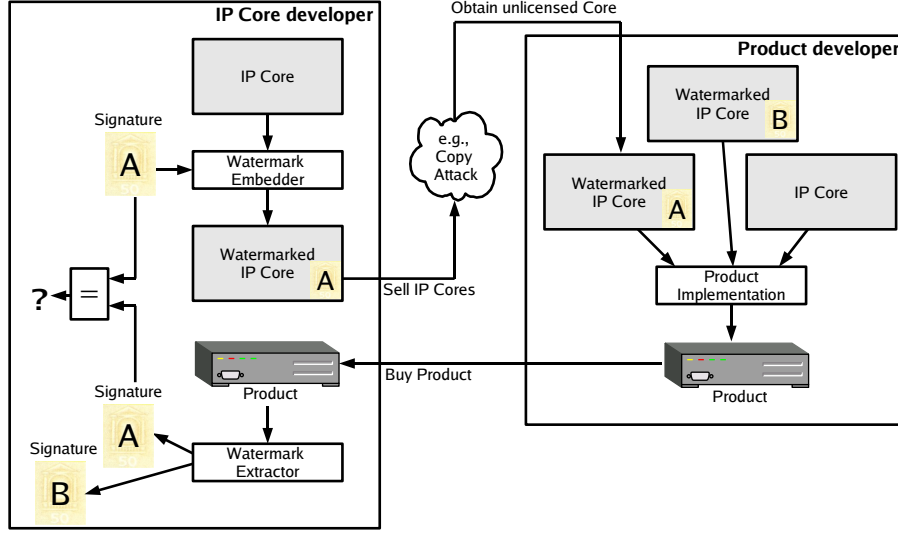 IP Core developer
IP Core
Signature
A
Watermark
Embedder
Watermarked
IP Core
A
Sell IP Cores
?
=
Product
Signature
A
Signature
B
Watermark
Extractor
Obtain unlicensed Core
e.g.,
Copy
Attack
Buy Product
Product developer
Watermarked
IP Core
B
Watermarked
IP Core
A
IP Core
Product
Implementation
Product